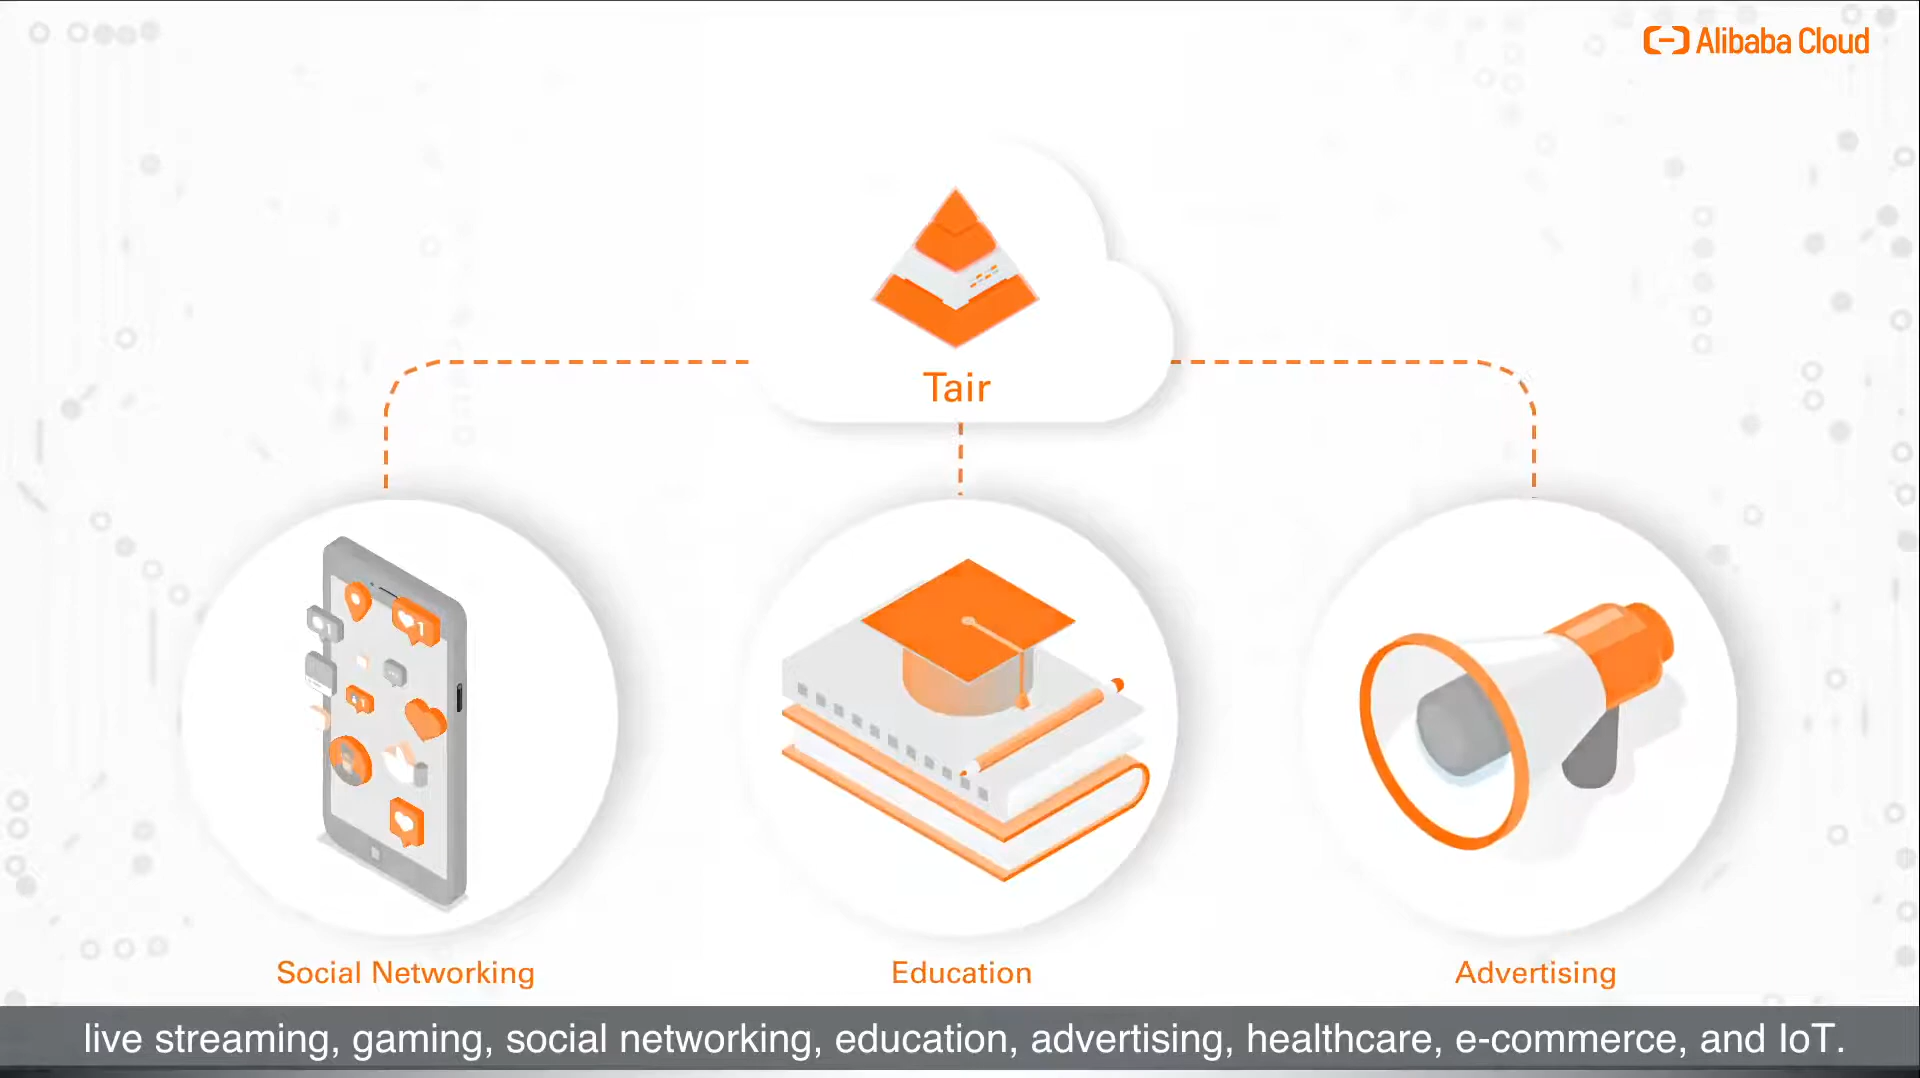 Alibaba Cloud
Tair
Social Networking
Education
Advertising
live streaming, gaming, social networking, education, advertising, healthcare, e-commerce, and IoT.